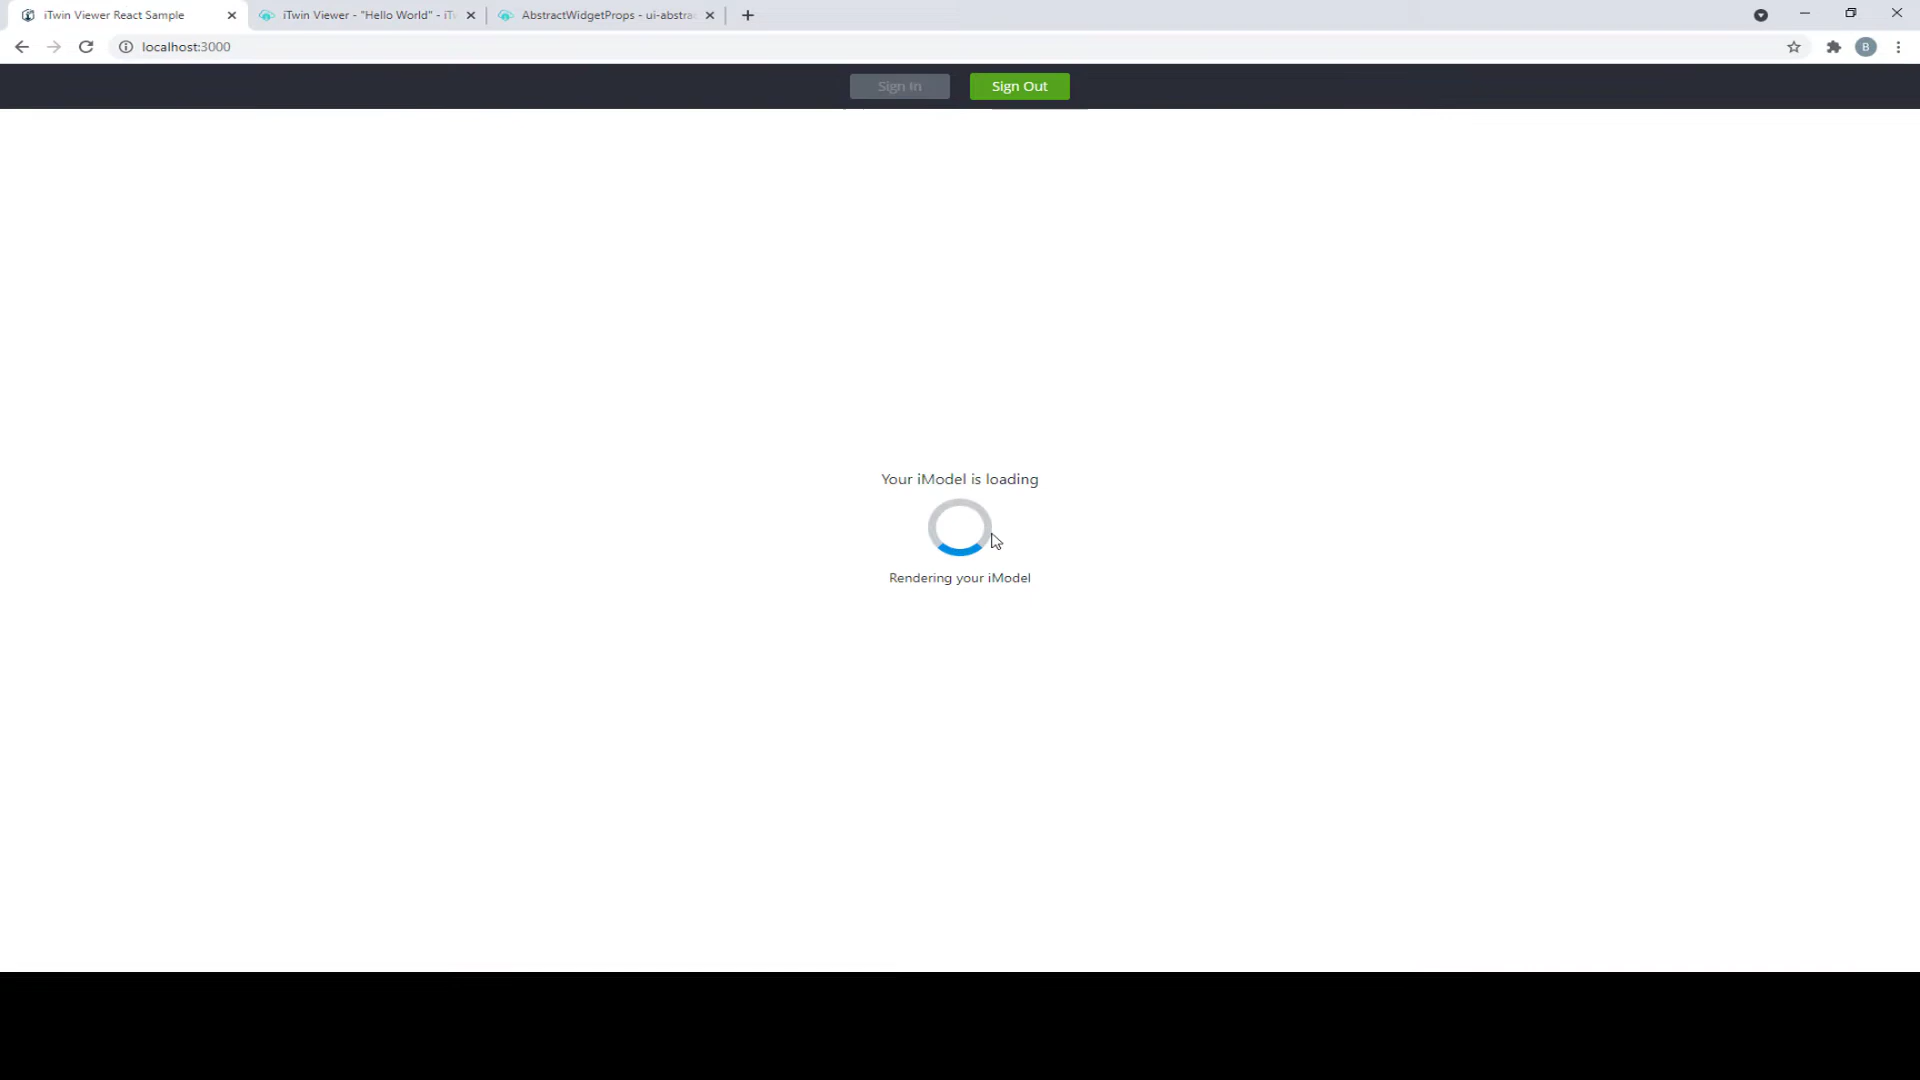 iTwin Viewer React Sample
iTwin Viewer - "Hello World" - iT
AbstractWidgetProps - ui-abstra
localhost:3000
B
Sign In
Sign Out
Your iModel is loading
Rendering your iModel